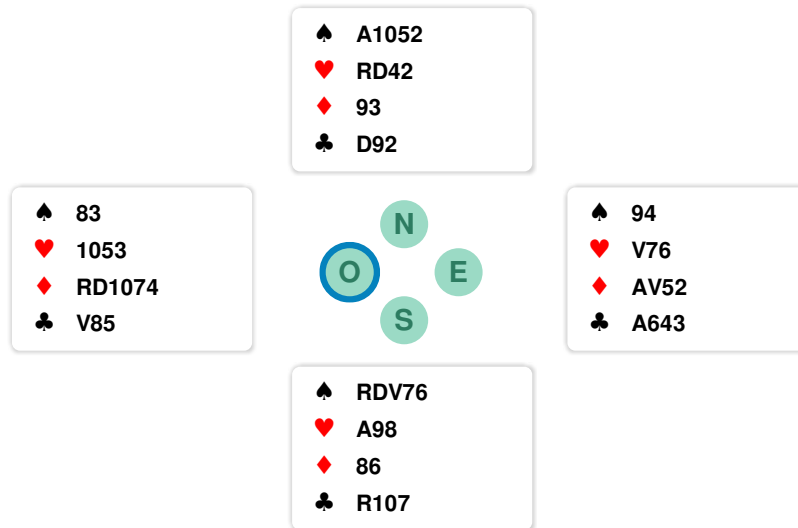 ♠ A1052
♥ RD42
♦ 93
♣ D92
♠ 83
♥ 1053
♦ RD1074
♣ V85
N
O E
S
♠ 94
♥ V76
♦ AV52
♣ A643
♠ RDV76
♥ A98
♦ 86
♣ R107